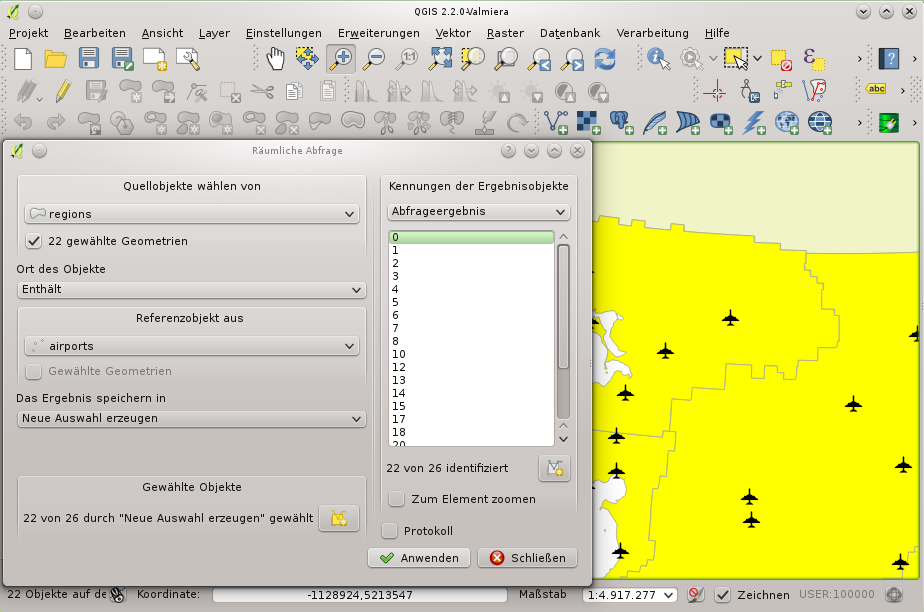 QGIS 2.2.0-Valmiera
Projekt Bearbeiten Ansicht Layer Einstellungen Erweiterungen Vektor Raster Datenbank Verarbeitung Hilfe
1:1
abc
Räumliche Abfrage
Quellobjekte wählen von
regions
22 gewählte Geometrien
Ort des Objekte
Enthält
Referenzobjekt aus
airports
Gewählte Geometrien
Das Ergebnis speichern in
Neue Auswahl erzeugen
Gewählte Objekte
22 von 26 durch "Neue Auswahl erzeugen" gewählt
Kennungen der Ergebnisobjekte
Abfrageergebnis
0
1
2
3
4
5
6
7
8
10
12
13
14
15
17
18
20
22 von 26 identifiziert
Zum Element zoomen
Protokoll
Anwenden Schließen
22 Objekte auf de Koordinate: -1128924,5213547 Maßstab 1:4.917.277 Zeichnen USER:100000